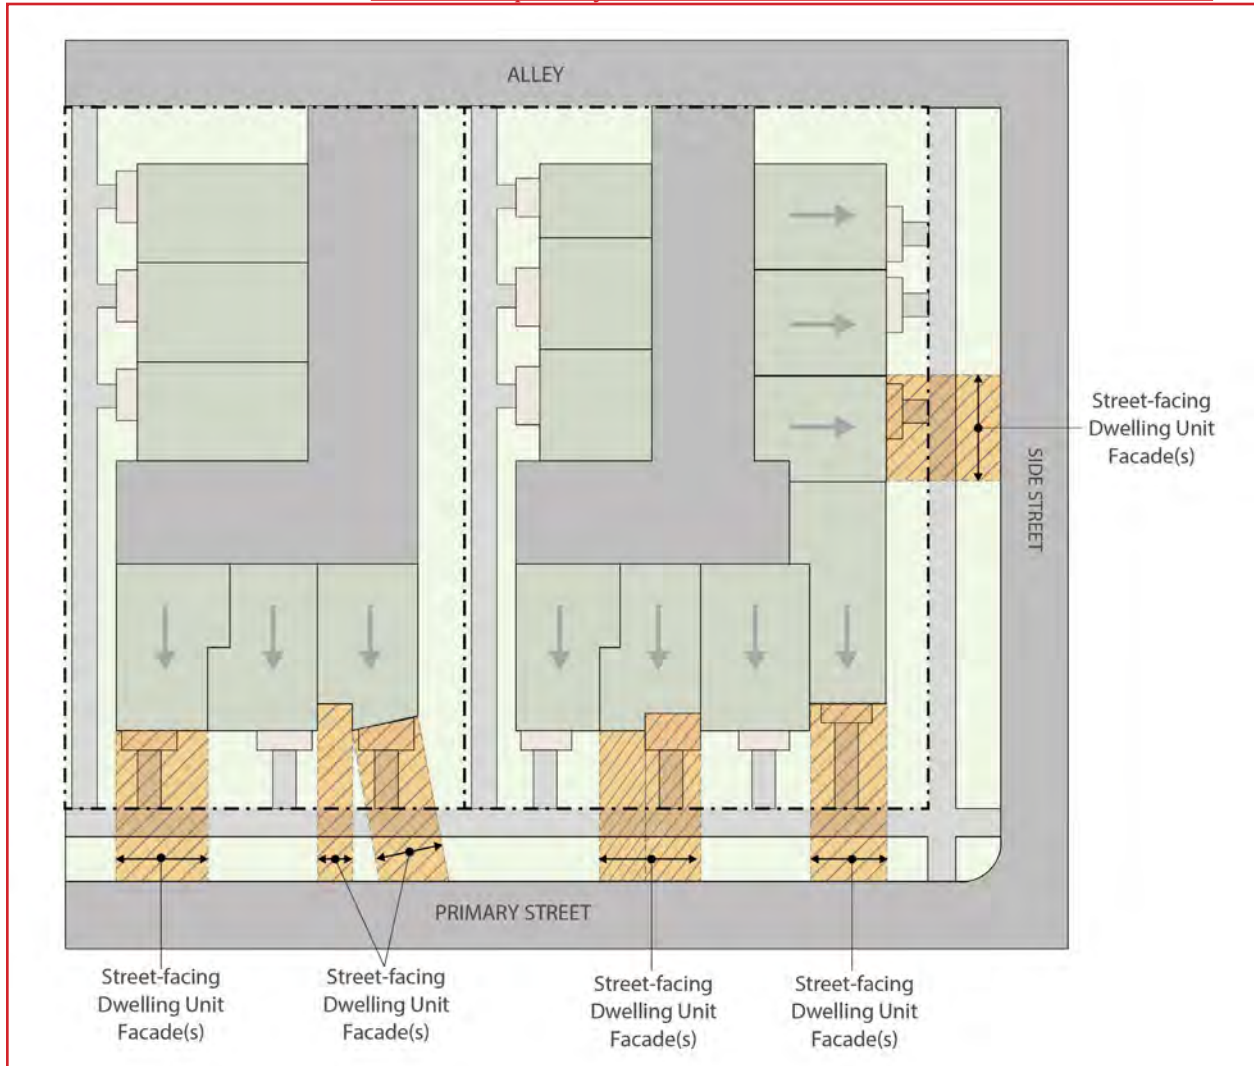 ALLEY
Street-facing
Dwelling Unit
Facade(s)
SIDE STREET
PRIMARY STREET
Street-facing
Dwelling Unit
Facade(s)
Street-facing
Dwelling Unit
Facade(s)
Street-facing
Dwelling Unit
Facade(s)
Street-facing
Dwelling Unit
Facade(s)